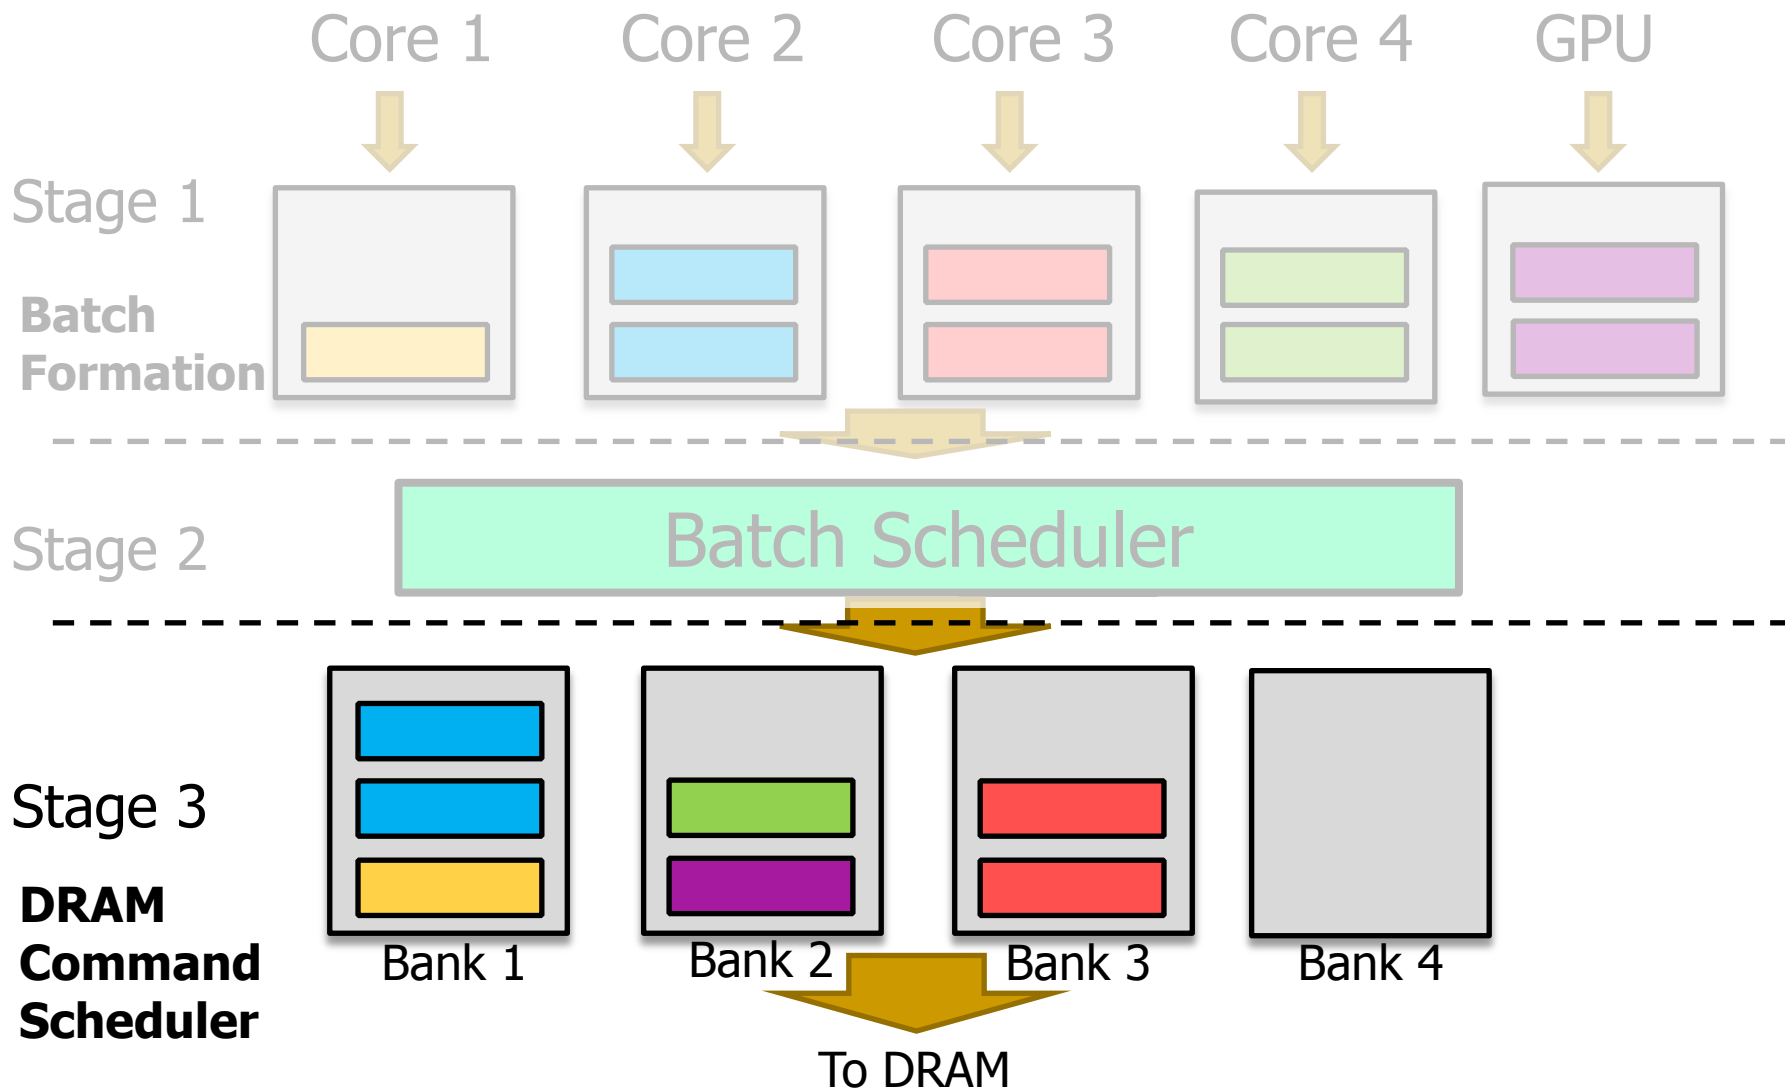 Core 1
Core 2
Core 3
Core 4
GPU
Stage 1
Batch
Formation
Stage 2
Batch Scheduler
Stage 3
DRAM
Command
Scheduler
Bank 1
Bank 2
Bank 3
Bank 4
To DRAM